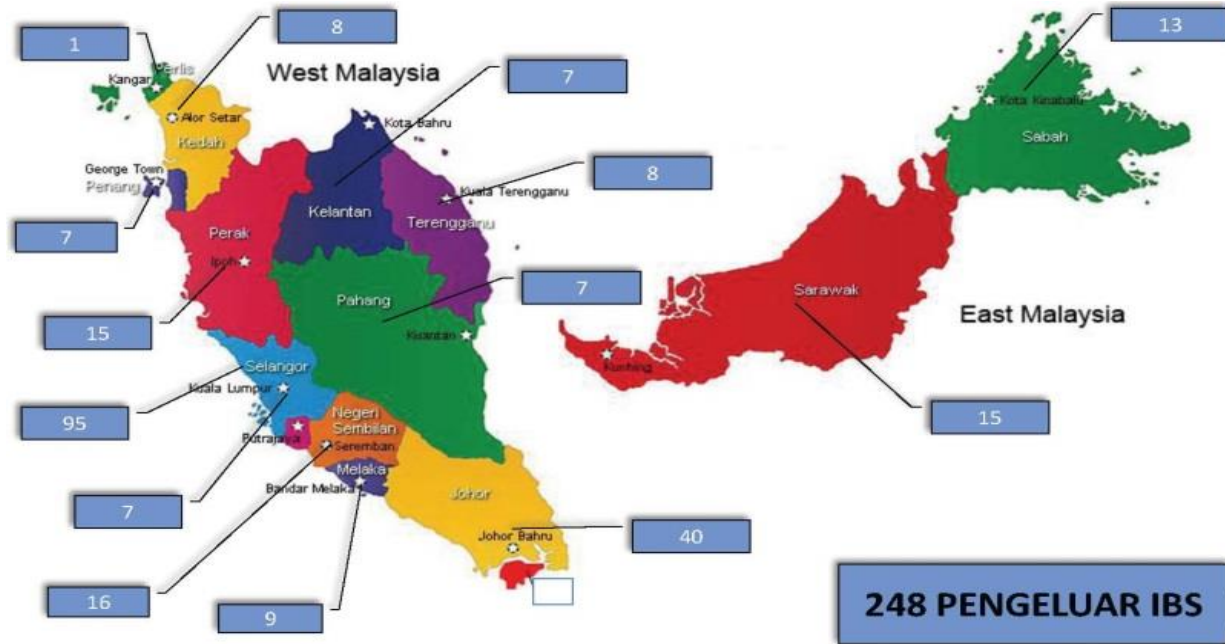 8
13
1
Perlis
Kangar
West Malaysia
7
Kota Bahru
Kota Kinabalu
Alor Setar
Sabah
Kedah
George Town
Penang
8
Kuala Terengganu
Kelantan
Terengganu
7
Perak
Ipoh
Pahang
7
Sarawak
East Malaysia
15
Kuantan
Kuching
Selangor
Kuala Lumpur
95
Negeri
Sembilan
15
Putrajaya
Seremban
Melaka
Bandar Melaka
Johor
7
Johor Bahru
40
16
9
248 PENGELUAR IBS